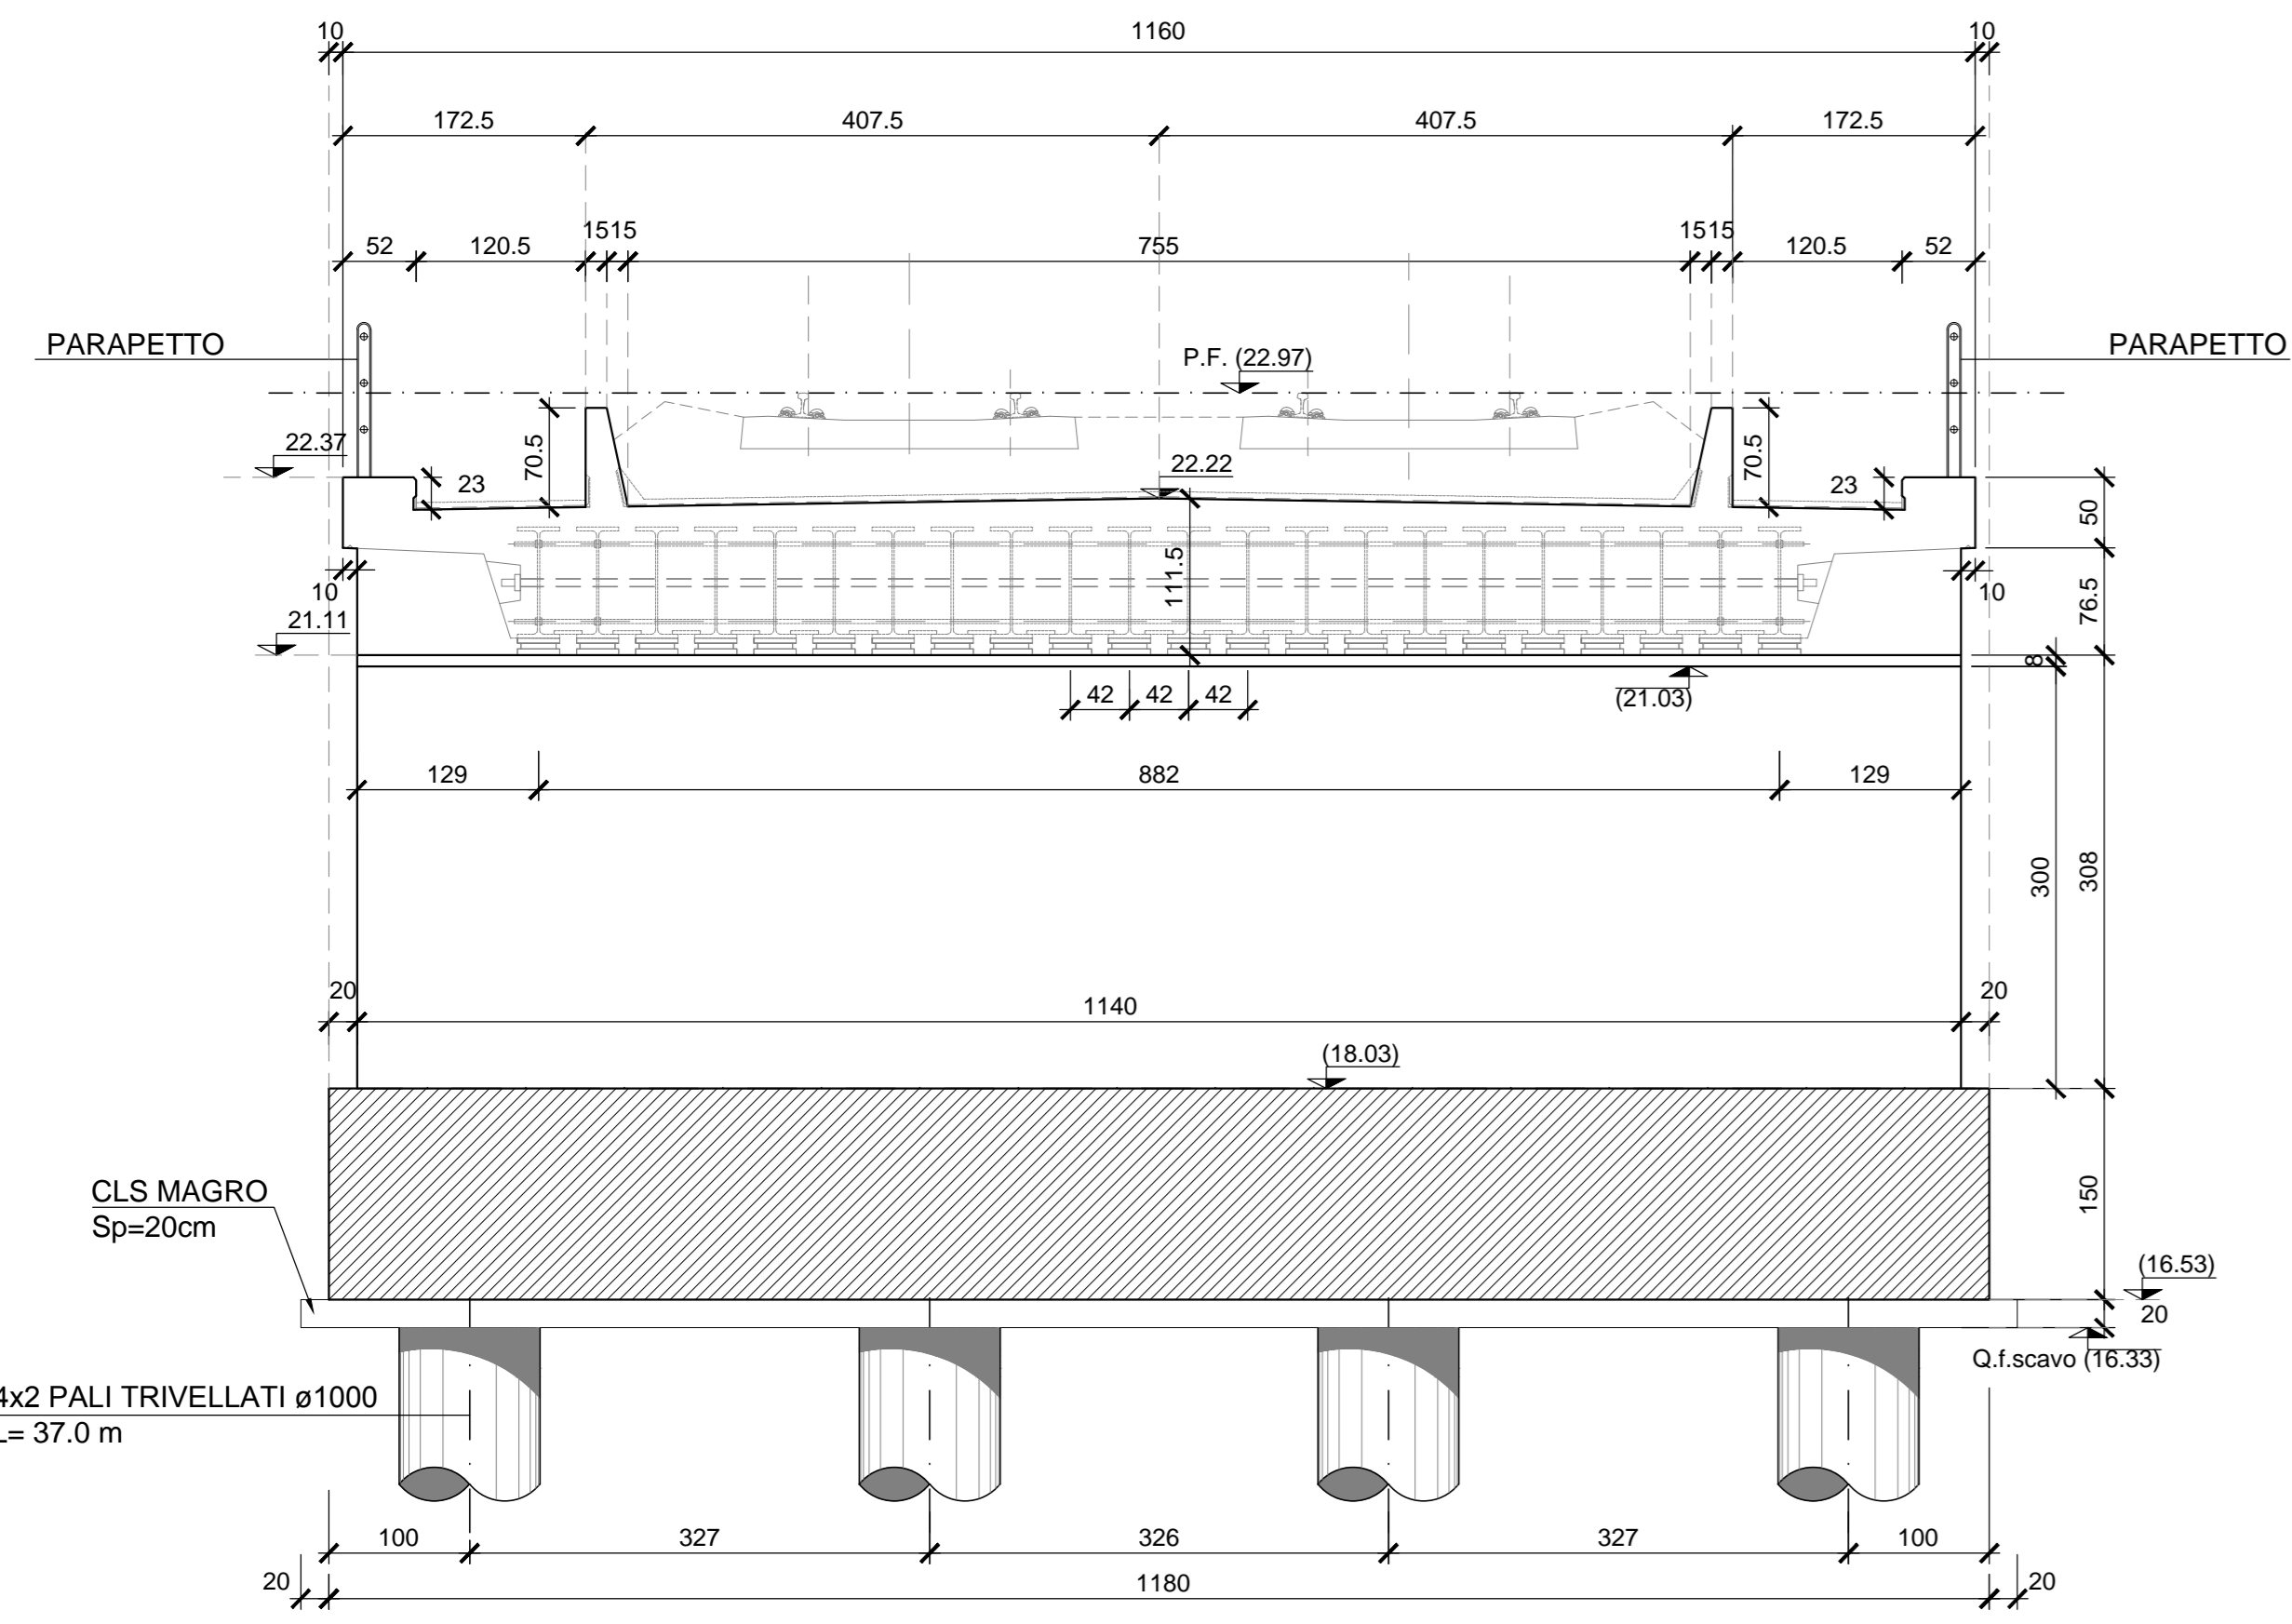 10 1160 10
172.5 407.5 407.5 172.5
52 120.5 15 15 755 15 15 120.5 52
PARAPETTO
PARAPETTO
P.F. (22.97)
22.37
70.5
23
22.22
70.5
23
50
111.5
10
10
76.5
21.11
8
42 42 42
(21.03)
129 882 129
300
308
20 1140 20
(18.03)
CLS MAGRO
Sp=20cm
150
(16.53)
20
Q.f.scavo (16.33)
4x2 PALI TRIVELLATI ø1000
L= 37.0 m
100 327 326 327 100
20 1180 20